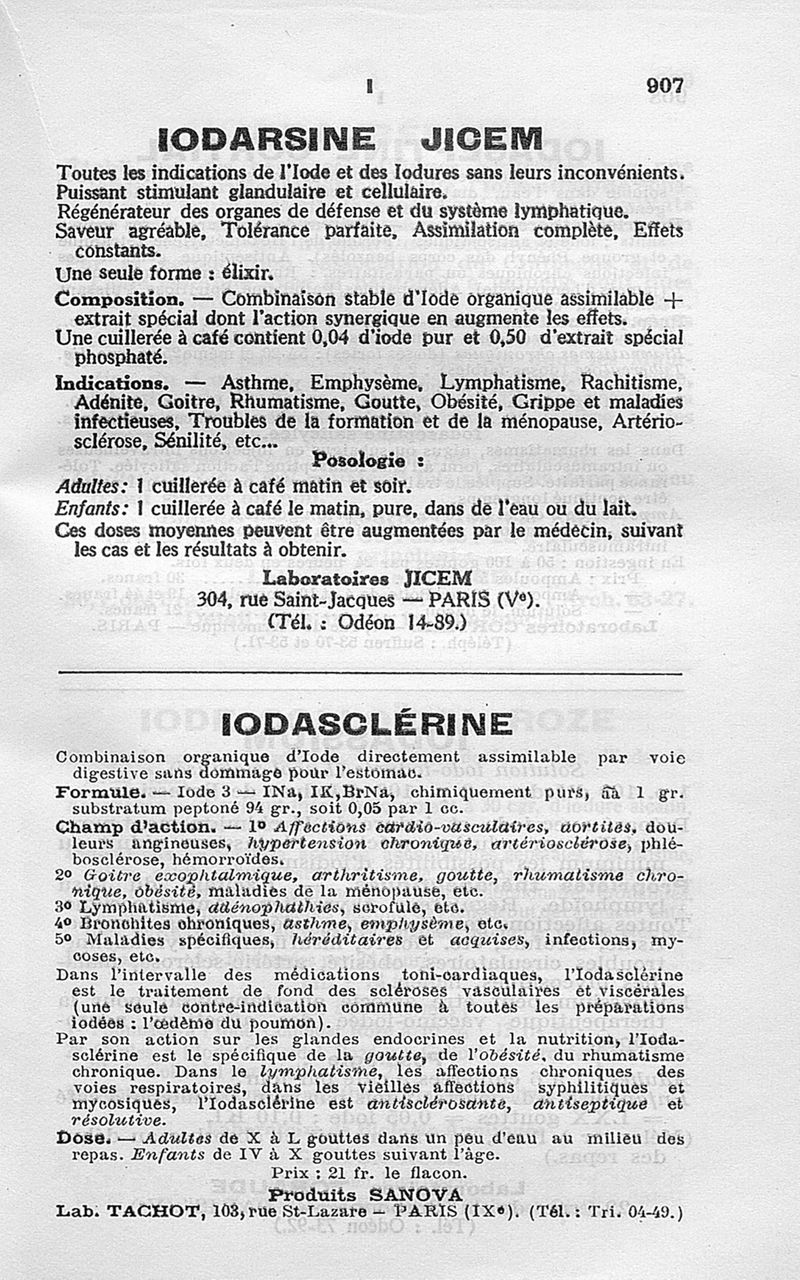 I 907
IODARSINE JICEM
Toutes les indications de l'Iode et des Iodures sans leurs inconvénients.
Puissant stimulant glandulaire et cellulaire.
Régénérateur des organes de défense et du système lymphatique.
Saveur agréable, Tolérance parfaite, Assimilation complète, Effets
constants.
Une seule forme : élixir.
Composition. — Combinaison stable d'Iode organique assimilable +
extrait spécial dont l'action synergique en augmente les effets.
Une cuillerée à café contient 0,04 d'iode pur et 0,50 d'extrait spécial
phosphaté.
Indications. — Asthme, Emphysème, Lymphatisme, Rachitisme,
Adénite, Goitre, Rhumatisme, Goutte, Obésité, Grippe et maladies
infectieuses, Troubles de la formation et de la ménopause, Artério-
sclérose, Sénilité, etc...
Posologie :
Adultes: 1 cuillerée à café matin et soir.
Enfants: 1 cuillerée à café le matin, pure, dans de l'eau ou du lait.
Ces doses moyennes peuvent être augmentées par le médecin, suivant
les cas et les résultats à obtenir.
Laboratoires JICEM
304, rue Saint-Jacques — PARIS (Ve).
(Tél. : Odéon 14-89.)
IODASCLÉRINE
Combinaison organique d'Iode directement assimilable par voie
digestive sans dommage pour l'estomac.
Formule. — Iode 3 — INa, IK,BrNa, chimiquement purs, ãã 1 gr.
substratum peptoné 94 gr., soit 0,05 par 1 cc.
Champ d'action. — 1º Affections cardio-vasculaires, aortites, dou-
leurs angineuses, hypertension chronique, artériosclérose, phlé-
bosclérose, hémorroïdes.
2º Goitre exophtalmique, arthritisme, goutte, rhumatisme chro-
nique, obésité, maladies de la ménopause, etc.
3º Lymphatisme, adénophathies, scrofule, etc.
4º Bronchites chroniques, asthme, emphysème, etc.
5º Maladies spécifiques, héréditaires et acquises, infections, my-
coses, etc.
Dans l'intervalle des médications toni-cardiaques, l'Iodasclérine
est le traitement de fond des scléroses vasculaires et viscérales
(une seule contre-indication commune à toutes les préparations
iodées : l'œdème du poumon).
Par son action sur les glandes endocrines et la nutrition, l'Ioda-
sclérine est le spécifique de la goutte, de l'obésité, du rhumatisme
chronique. Dans le lymphatisme, les affections chroniques des
voies respiratoires, dans les vieilles affections syphilitiques et
mycosiques, l'Iodasclérine est antisclérosante, antiseptique et
résolutive.
Dose. — Adultes de X à L gouttes dans un peu d'eau au milieu des
repas. Enfants de IV à X gouttes suivant l'âge.
Prix : 21 fr. le flacon.
Produits SANOVA
Lab. TACHOT, 103, rue St-Lazare — PARIS (IXe). (Tél. : Tri. 04-49.)